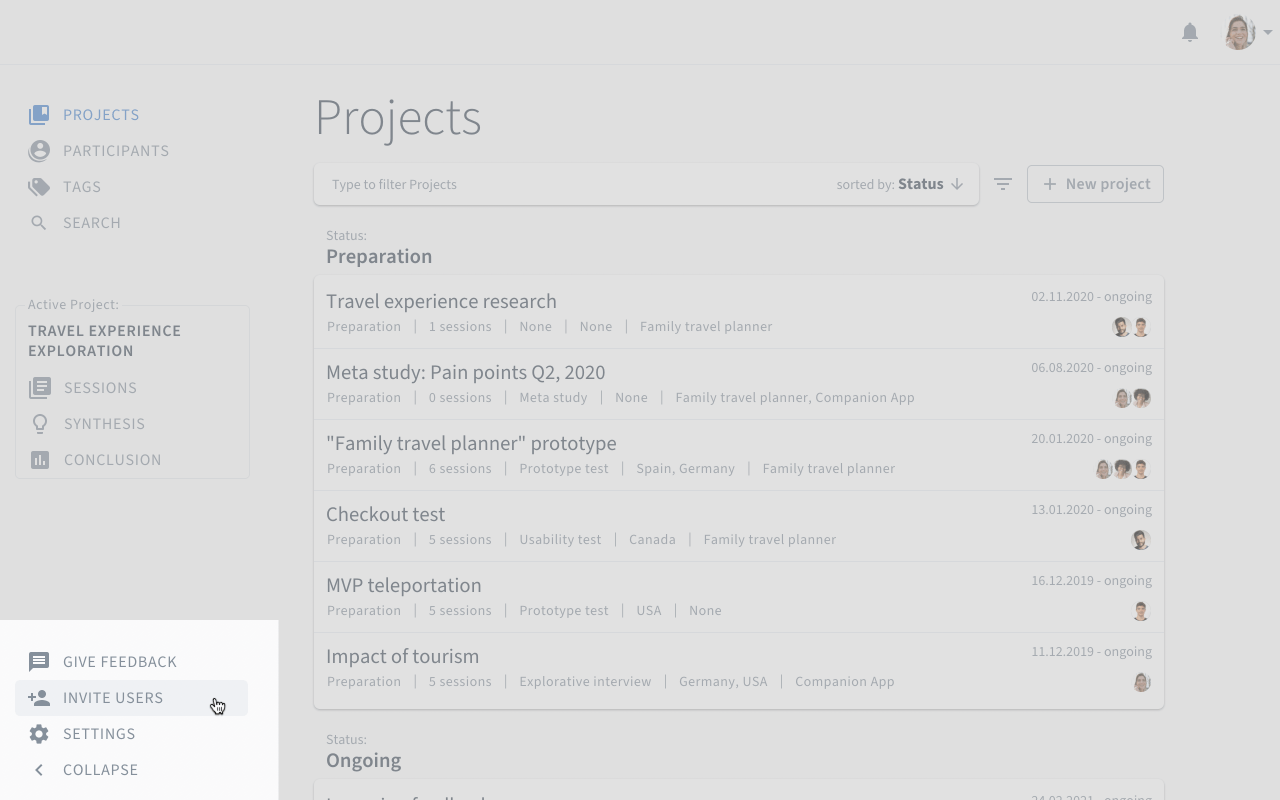 PROJECTS
PARTICIPANTS
TAGS
SEARCH
Active Project:
TRAVEL EXPERIENCE
EXPLORATION
SESSIONS
SYNTHESIS
CONCLUSION
GIVE FEEDBACK
INVITE USERS
SETTINGS
COLLAPSE
Projects
Type to filter Projects sorted by: Status New project
Status:
Preparation
Travel experience research 02.11.2020 - ongoing
Preparation | 1 sessions | None | None | Family travel planner
Meta study: Pain points Q2, 2020 06.08.2020 - ongoing
Preparation | 0 sessions | Meta study | None | Family travel planner, Companion App
"Family travel planner" prototype 20.01.2020 - ongoing
Preparation | 6 sessions | Prototype test | Spain, Germany | Family travel planner
Checkout test 13.01.2020 - ongoing
Preparation | 5 sessions | Usability test | Canada | Family travel planner
MVP teleportation 16.12.2019 - ongoing
Preparation | 5 sessions | Prototype test | USA | None
Impact of tourism 11.12.2019 - ongoing
Preparation | 5 sessions | Explorative interview | Germany, USA | Companion App
Status:
Ongoing